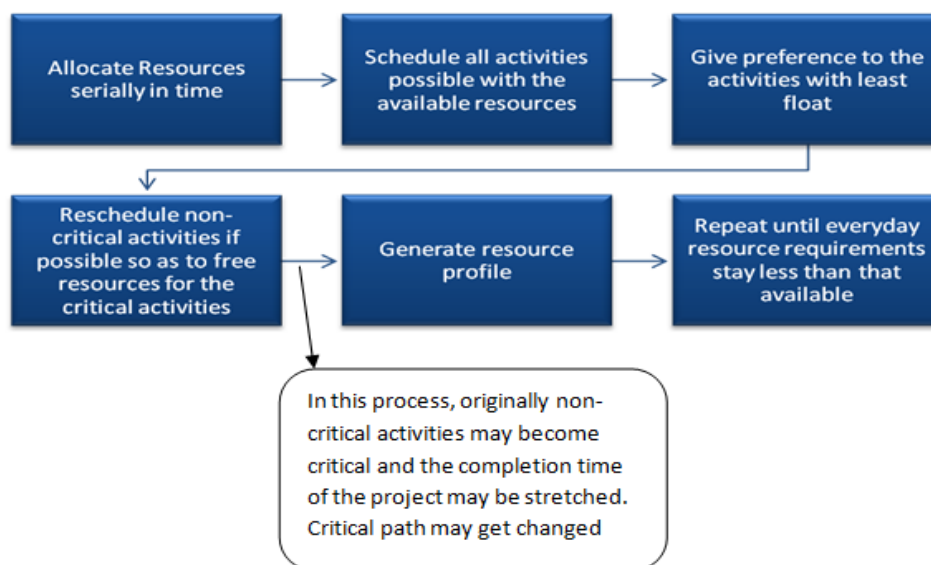 Allocate Resources
serially in time
Schedule all activities
possible with the
available resources
Give preference to the
activities with least
float
Reschedule non-
critical activities if
possible so as to free
resources for the
critical activities
Generate resource
profile
Repeat until everyday
resource requirements
stay less than that
available
In this process, originally non-
critical activities may become
critical and the completion time
of the project may be stretched.
Critical path may get changed